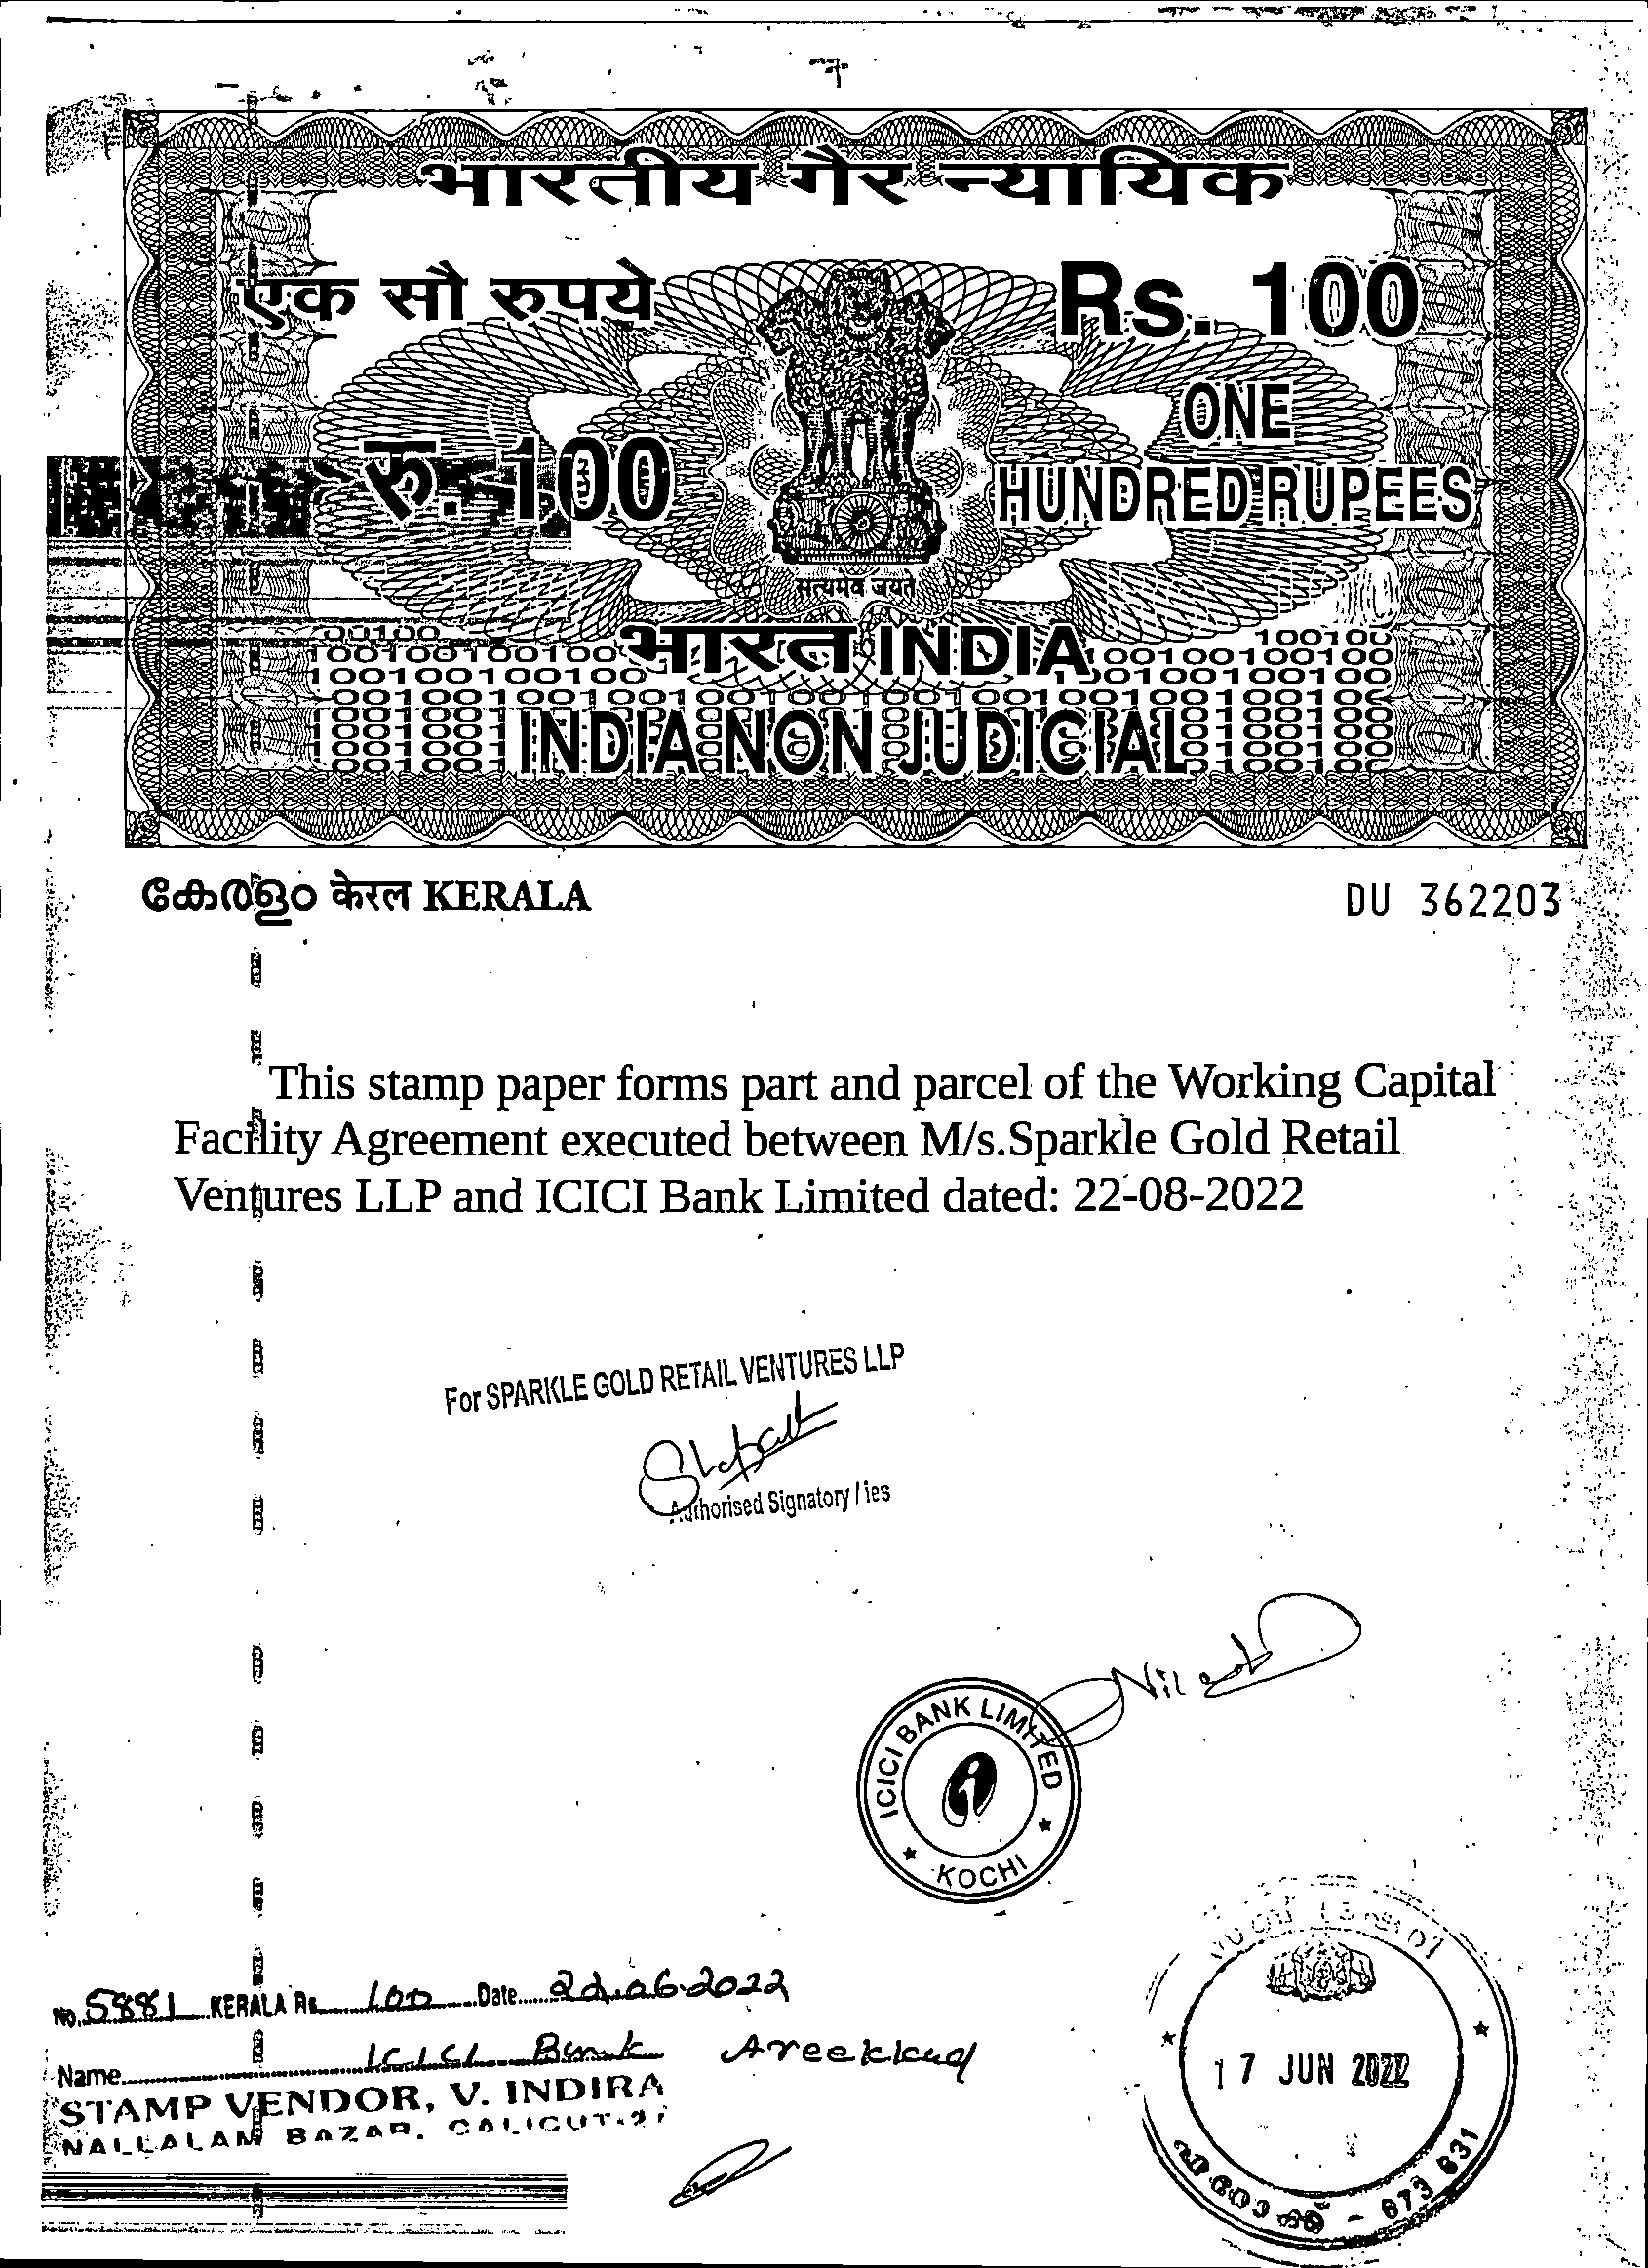 भारतीय गैर न्यायिक
एक सौ रुपये
Rs. 100
रु. 100
ONE
HUNDRED RUPEES
सत्यमेव जयते
भारत INDIA
INDIA NON JUDICIAL
കേരളം केरल KERALA
DU 362203
This stamp paper forms part and parcel of the Working Capital
Facility Agreement executed between M/s.Sparkle Gold Retail
Ventures LLP and ICICI Bank Limited dated: 22-08-2022
For SPARKLE GOLD RETAIL VENTURES LLP
Authorised Signatory / ies
ICICI BANK LIMITED
KOCHI
No. 5881 KERALA Rs. 100 Date 22.06.2022
Name ICICI Bank Areekkad
STAMP VENDOR, V. INDIRA
NALLALAM BAZAR, CALICUT-27
17 JUN 2022
673 631